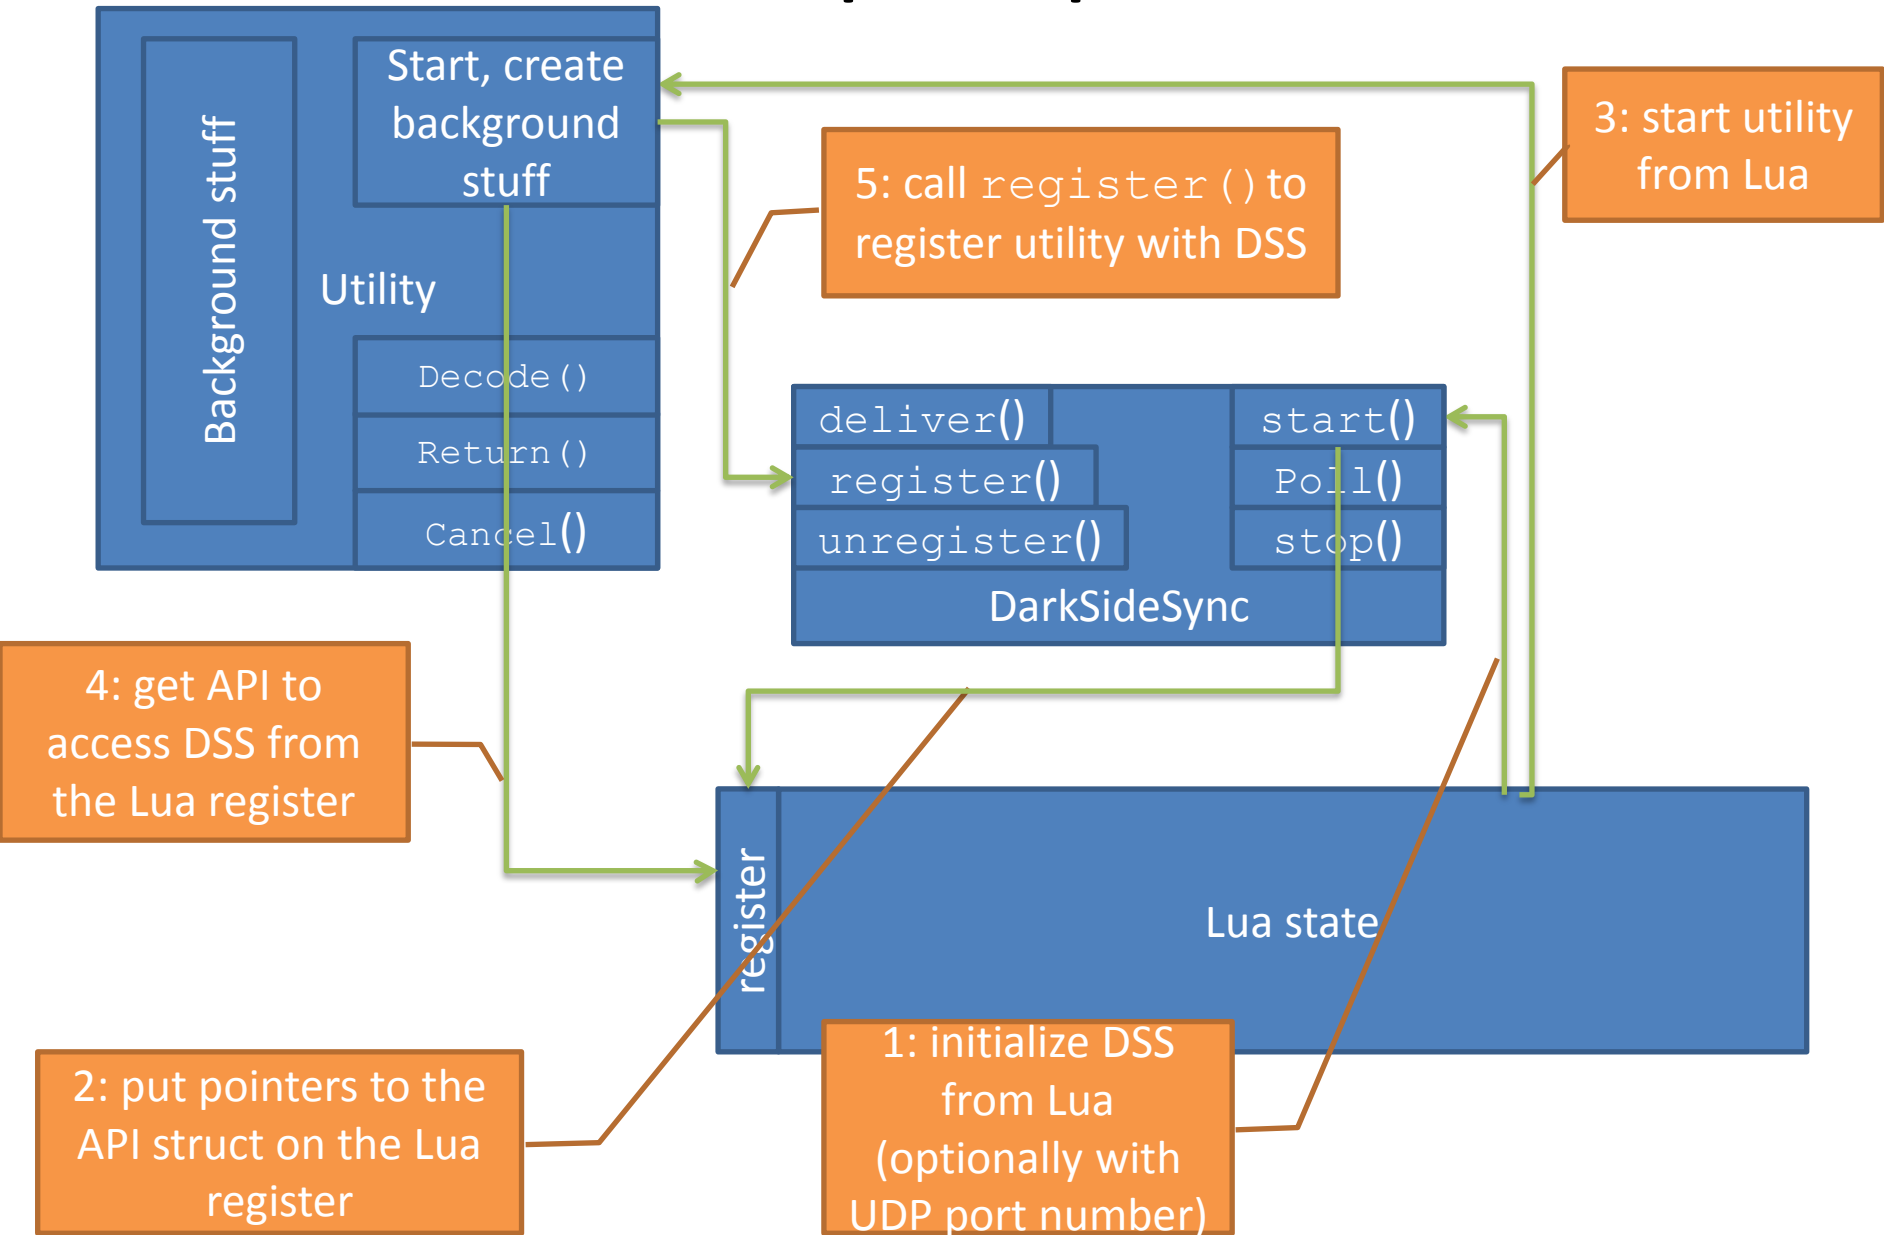 Start, create
background
stuff
Background stuff
Utility
Decode()
Return()
Cancel()
3: start utility
from Lua
5: call register() to
register utility with DSS
deliver()
register()
unregister()
start()
Poll()
stop()
DarkSideSync
4: get API to
access DSS from
the Lua register
register
Lua state
2: put pointers to the
API struct on the Lua
register
1: initialize DSS
from Lua
(optionally with
UDP port number)